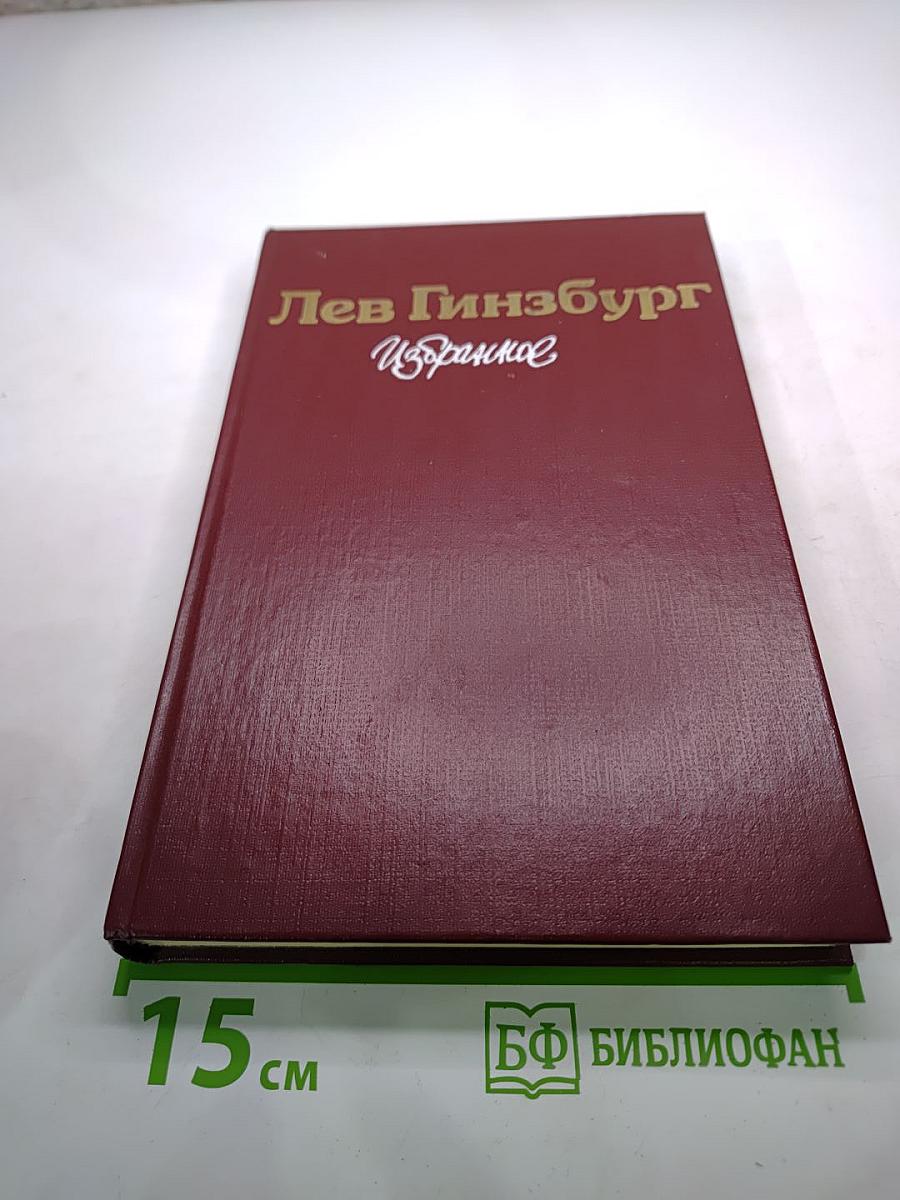 Лев Гинзбург
Избранное
15 см
БФ БИБЛИОФАН